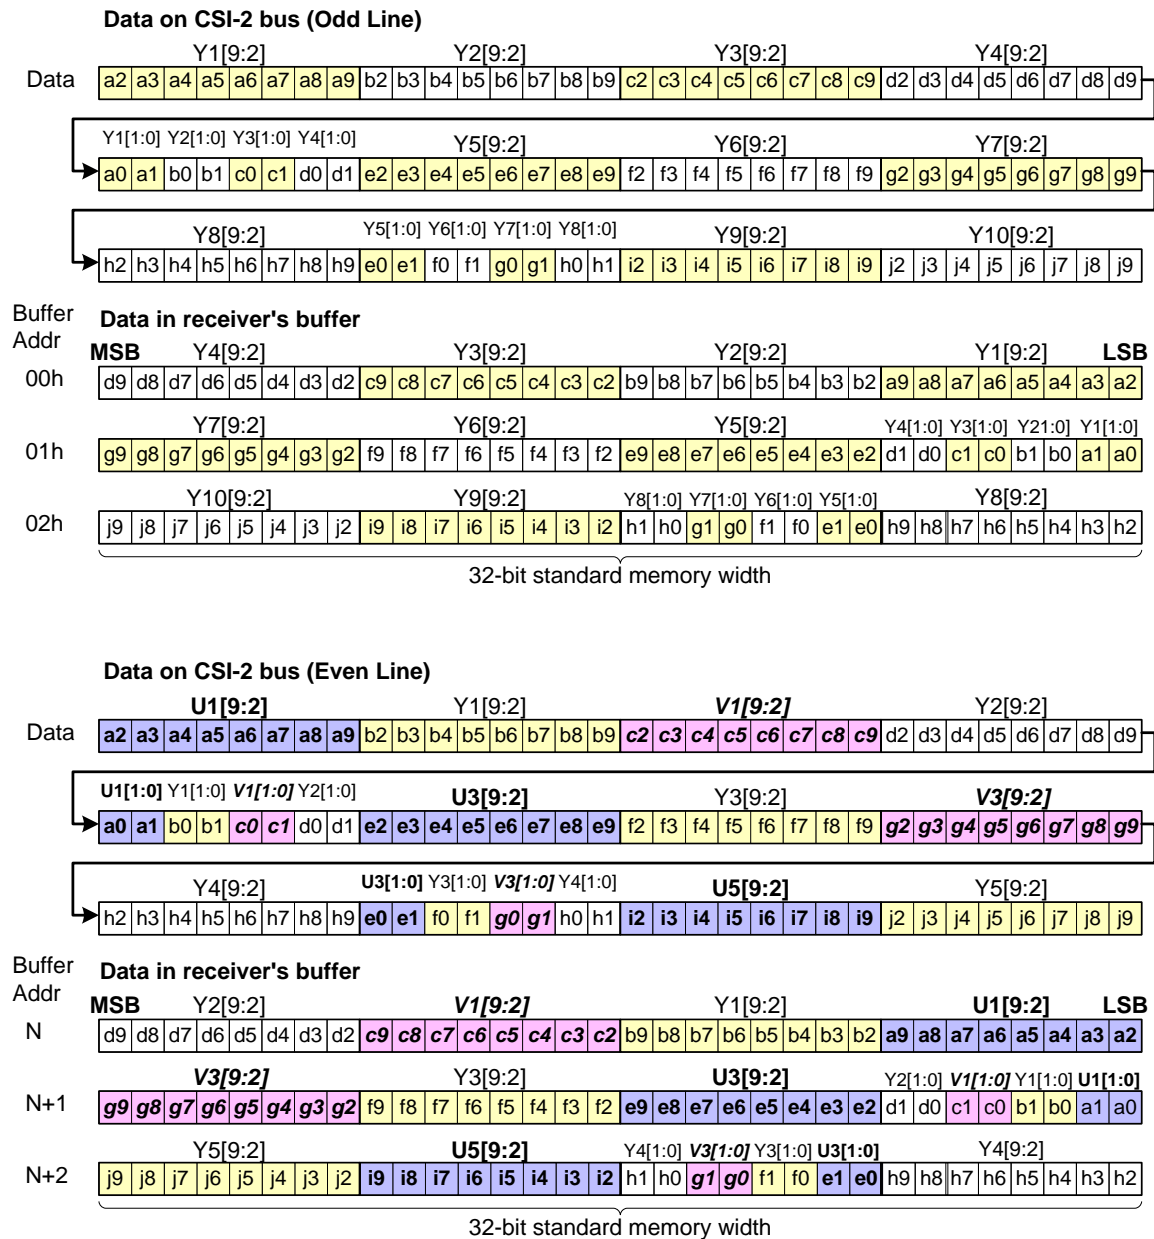 Data on CSI-2 bus (Odd Line)
Y1[9:2] Y2[9:2] Y3[9:2] Y4[9:2]
Data a2 a3 a4 a5 a6 a7 a8 a9 b2 b3 b4 b5 b6 b7 b8 b9 c2 c3 c4 c5 c6 c7 c8 c9 d2 d3 d4 d5 d6 d7 d8 d9
Y1[1:0] Y2[1:0] Y3[1:0] Y4[1:0] Y5[9:2] Y6[9:2] Y7[9:2]
a0 a1 b0 b1 c0 c1 d0 d1 e2 e3 e4 e5 e6 e7 e8 e9 f2 f3 f4 f5 f6 f7 f8 f9 g2 g3 g4 g5 g6 g7 g8 g9
Y8[9:2] Y5[1:0] Y6[1:0] Y7[1:0] Y8[1:0] Y9[9:2] Y10[9:2]
h2 h3 h4 h5 h6 h7 h8 h9 e0 e1 f0 f1 g0 g1 h0 h1 i2 i3 i4 i5 i6 i7 i8 i9 j2 j3 j4 j5 j6 j7 j8 j9
Buffer Addr Data in receiver's buffer
MSB Y4[9:2] Y3[9:2] Y2[9:2] Y1[9:2] LSB
00h d9 d8 d7 d6 d5 d4 d3 d2 c9 c8 c7 c6 c5 c4 c3 c2 b9 b8 b7 b6 b5 b4 b3 b2 a9 a8 a7 a6 a5 a4 a3 a2
Y7[9:2] Y6[9:2] Y5[9:2] Y4[1:0] Y3[1:0] Y21:0] Y1[1:0]
01h g9 g8 g7 g6 g5 g4 g3 g2 f9 f8 f7 f6 f5 f4 f3 f2 e9 e8 e7 e6 e5 e4 e3 e2 d1 d0 c1 c0 b1 b0 a1 a0
Y10[9:2] Y9[9:2] Y8[1:0] Y7[1:0] Y6[1:0] Y5[1:0] Y8[9:2]
02h j9 j8 j7 j6 j5 j4 j3 j2 i9 i8 i7 i6 i5 i4 i3 i2 h1 h0 g1 g0 f1 f0 e1 e0 h9 h8 h7 h6 h5 h4 h3 h2
32-bit standard memory width
Data on CSI-2 bus (Even Line)
U1[9:2] Y1[9:2] V1[9:2] Y2[9:2]
Data a2 a3 a4 a5 a6 a7 a8 a9 b2 b3 b4 b5 b6 b7 b8 b9 c2 c3 c4 c5 c6 c7 c8 c9 d2 d3 d4 d5 d6 d7 d8 d9
U1[1:0] Y1[1:0] V1[1:0] Y2[1:0] U3[9:2] Y3[9:2] V3[9:2]
a0 a1 b0 b1 c0 c1 d0 d1 e2 e3 e4 e5 e6 e7 e8 e9 f2 f3 f4 f5 f6 f7 f8 f9 g2 g3 g4 g5 g6 g7 g8 g9
Y4[9:2] U3[1:0] Y3[1:0] V3[1:0] Y4[1:0] U5[9:2] Y5[9:2]
h2 h3 h4 h5 h6 h7 h8 h9 e0 e1 f0 f1 g0 g1 h0 h1 i2 i3 i4 i5 i6 i7 i8 i9 j2 j3 j4 j5 j6 j7 j8 j9
Buffer Addr Data in receiver's buffer
MSB Y2[9:2] V1[9:2] Y1[9:2] U1[9:2] LSB
N d9 d8 d7 d6 d5 d4 d3 d2 c9 c8 c7 c6 c5 c4 c3 c2 b9 b8 b7 b6 b5 b4 b3 b2 a9 a8 a7 a6 a5 a4 a3 a2
V3[9:2] Y3[9:2] U3[9:2] Y2[1:0] V1[1:0] Y1[1:0] U1[1:0]
N+1 g9 g8 g7 g6 g5 g4 g3 g2 f9 f8 f7 f6 f5 f4 f3 f2 e9 e8 e7 e6 e5 e4 e3 e2 d1 d0 c1 c0 b1 b0 a1 a0
Y5[9:2] U5[9:2] Y4[1:0] V3[1:0] Y3[1:0] U3[1:0] Y4[9:2]
N+2 j9 j8 j7 j6 j5 j4 j3 j2 i9 i8 i7 i6 i5 i4 i3 i2 h1 h0 g1 g0 f1 f0 e1 e0 h9 h8 h7 h6 h5 h4 h3 h2
32-bit standard memory width